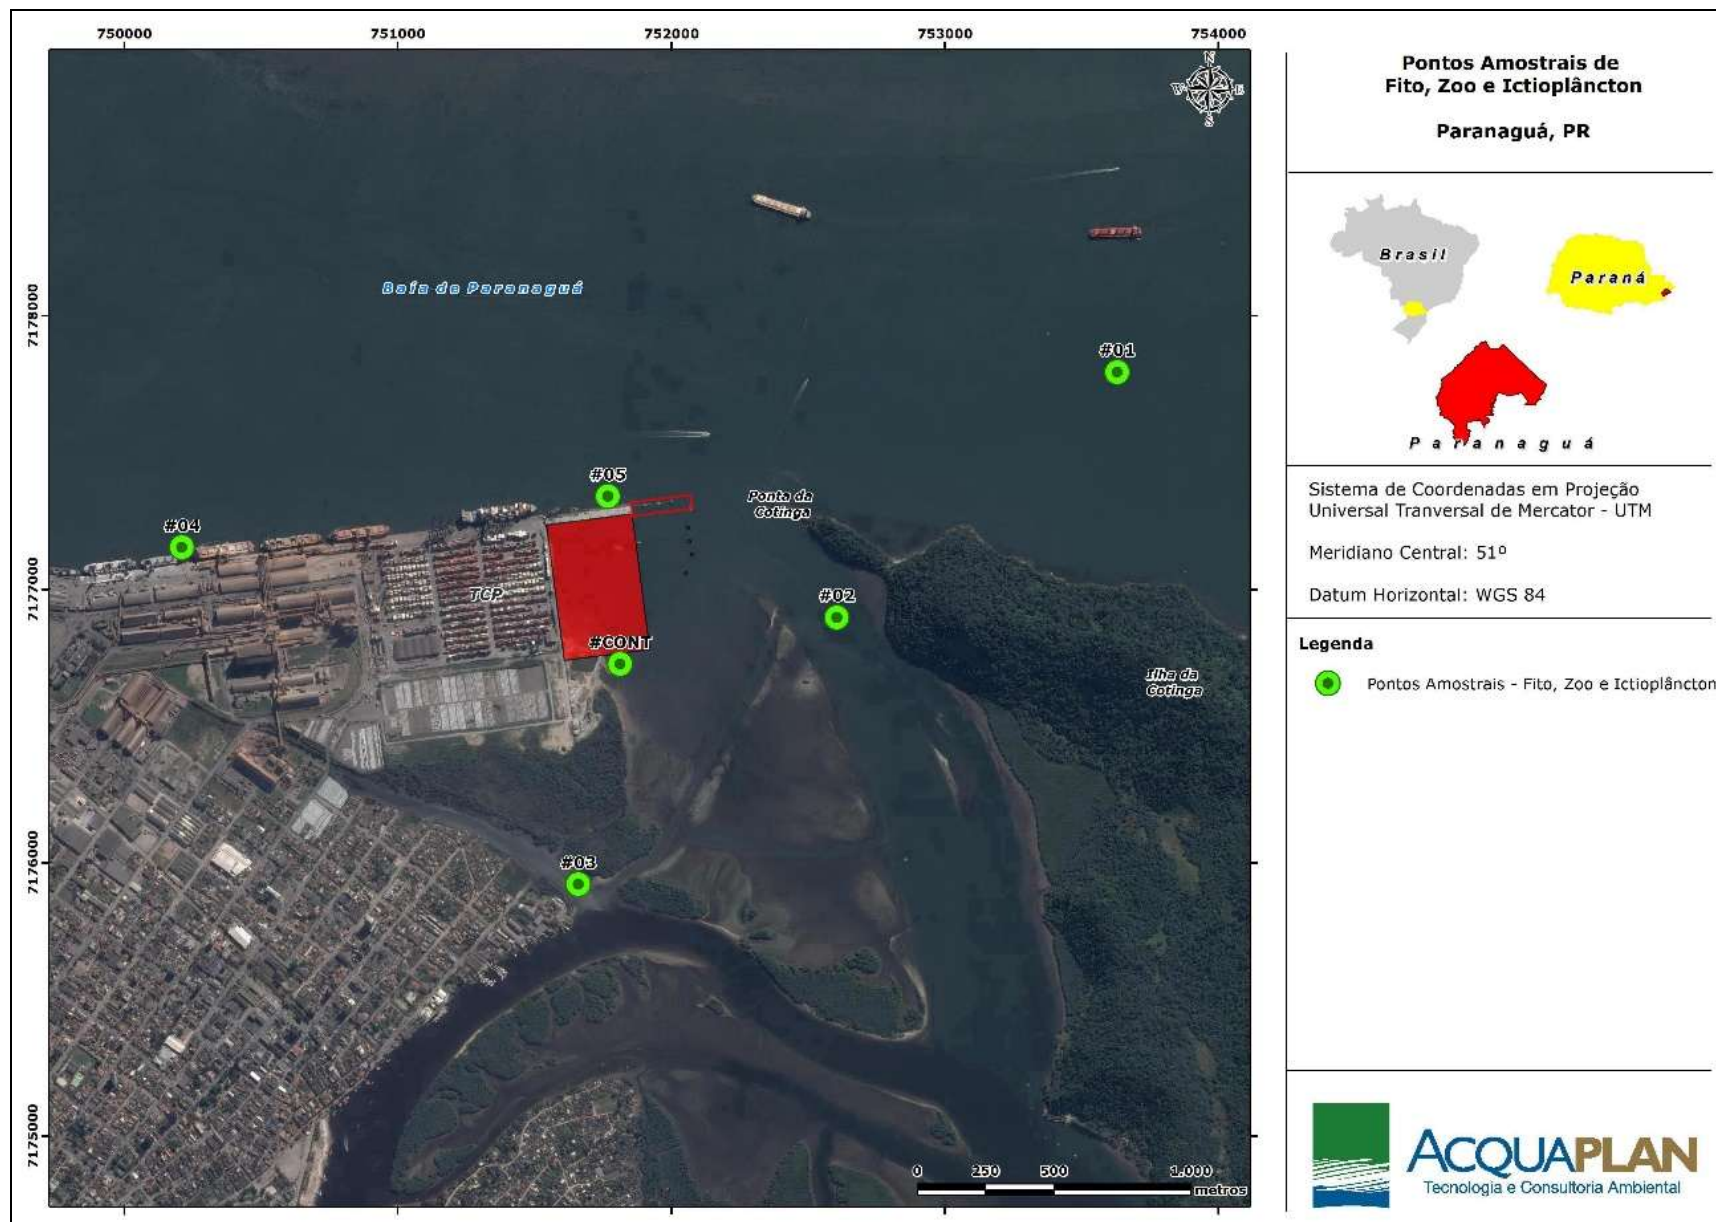 750000
751000
752000
753000
754000
N
W
E
S
7178000
7177000
7176000
7175000
Baía de Paranaguá
#01
#05
Ponta da
Cotinga
#04
TCP
#02
#CONT
Ilha da
Cotinga
#03
0 250 500 1.000
metros
Pontos Amostrais de
Fito, Zoo e Ictioplâncton
Paranaguá, PR
Brasil
Paraná
Paranaguá
Sistema de Coordenadas em Projeção
Universal Tranversal de Mercator - UTM
Meridiano Central: 51º
Datum Horizontal: WGS 84
Legenda
Pontos Amostrais - Fito, Zoo e Ictioplâncton
ACQUAPLAN
Tecnologia e Consultoria Ambiental